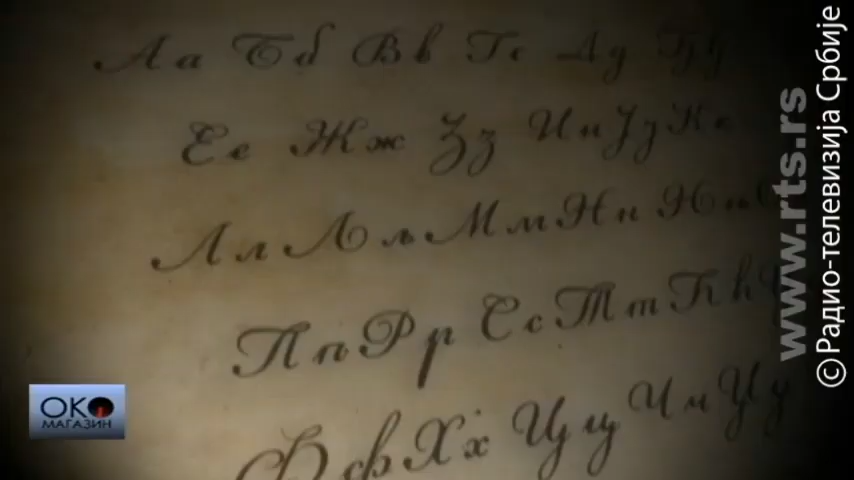 Аа Бб Вв Гг Дд Ђђ
Ее Жж Зз Ии Јј Кк
Лл Љљ Мм Нн Њњ
Пп Рр Сс Тт Ћћ
Фф Хх Цц Чч Џџ
ОКО
МАГАЗИН
www.rts.rs
©Радио-телевизија Србије